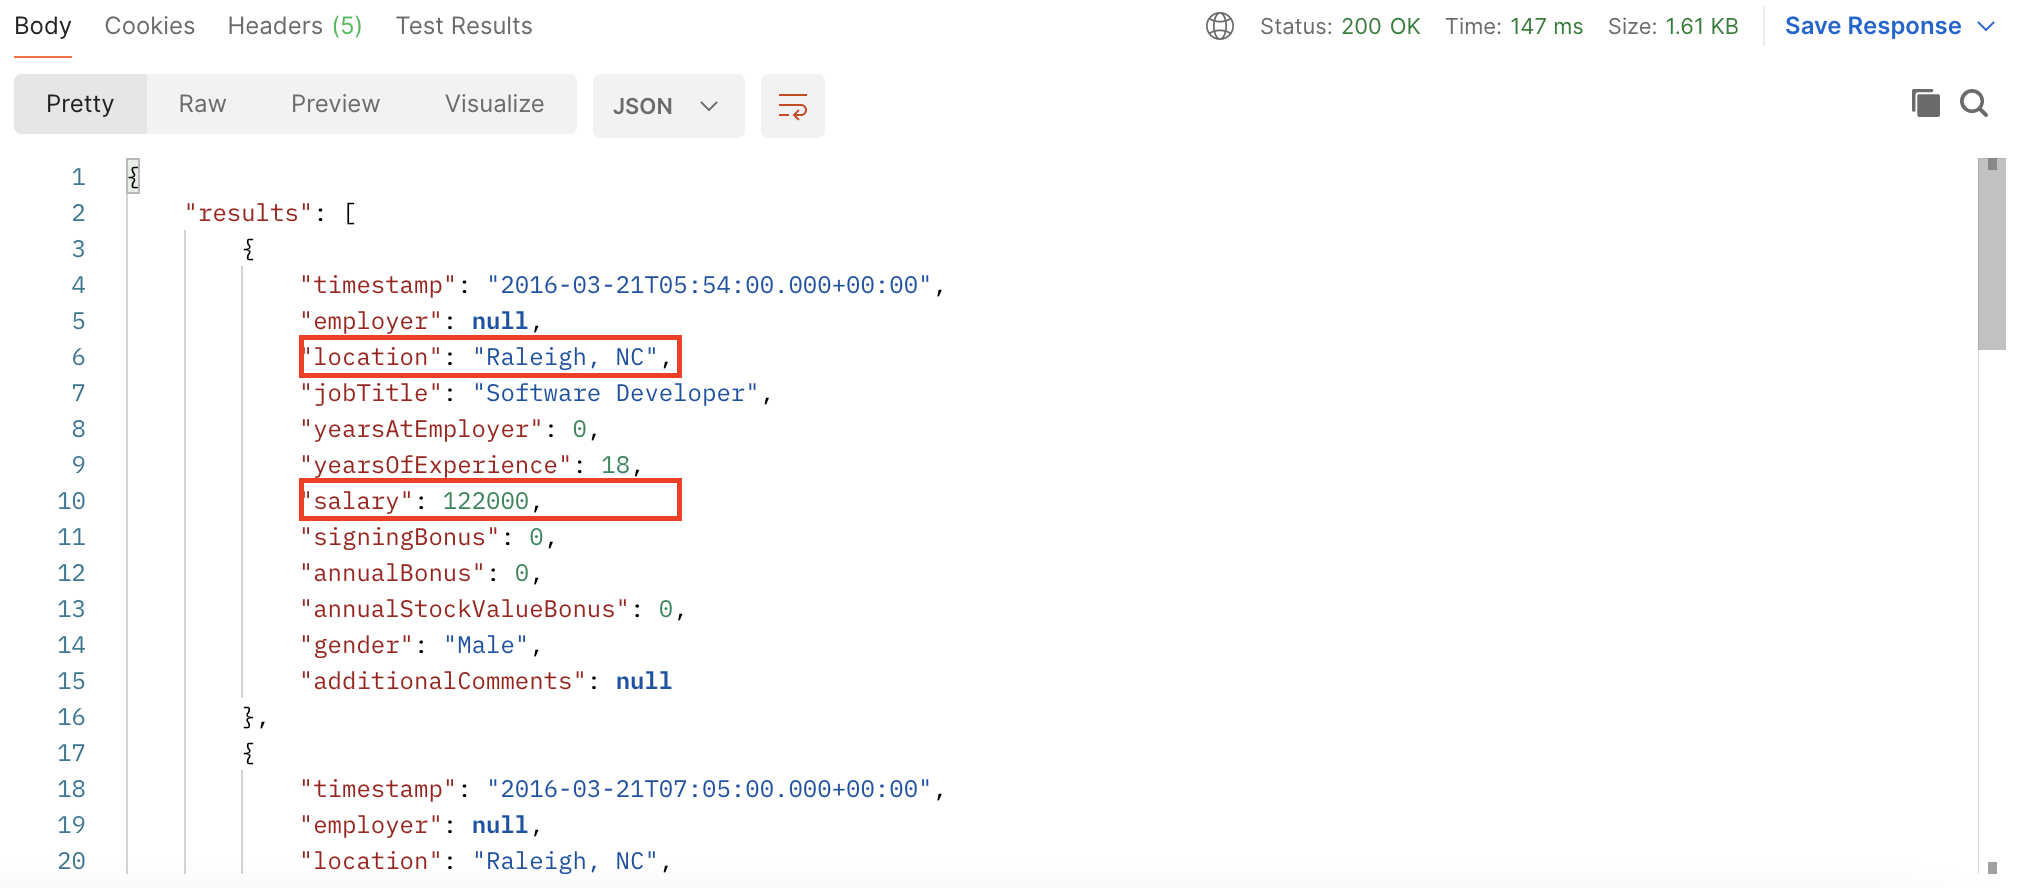 Body Cookies Headers (5) Test Results Status: 200 OK Time: 147 ms Size: 1.61 KB Save Response
Pretty Raw Preview Visualize JSON
1 {
2 "results": [
3 {
4 "timestamp": "2016-03-21T05:54:00.000+00:00",
5 "employer": null,
6 "location": "Raleigh, NC",
7 "jobTitle": "Software Developer",
8 "yearsAtEmployer": 0,
9 "yearsOfExperience": 18,
10 "salary": 122000,
11 "signingBonus": 0,
12 "annualBonus": 0,
13 "annualStockValueBonus": 0,
14 "gender": "Male",
15 "additionalComments": null
16 },
17 {
18 "timestamp": "2016-03-21T07:05:00.000+00:00",
19 "employer": null,
20 "location": "Raleigh, NC",